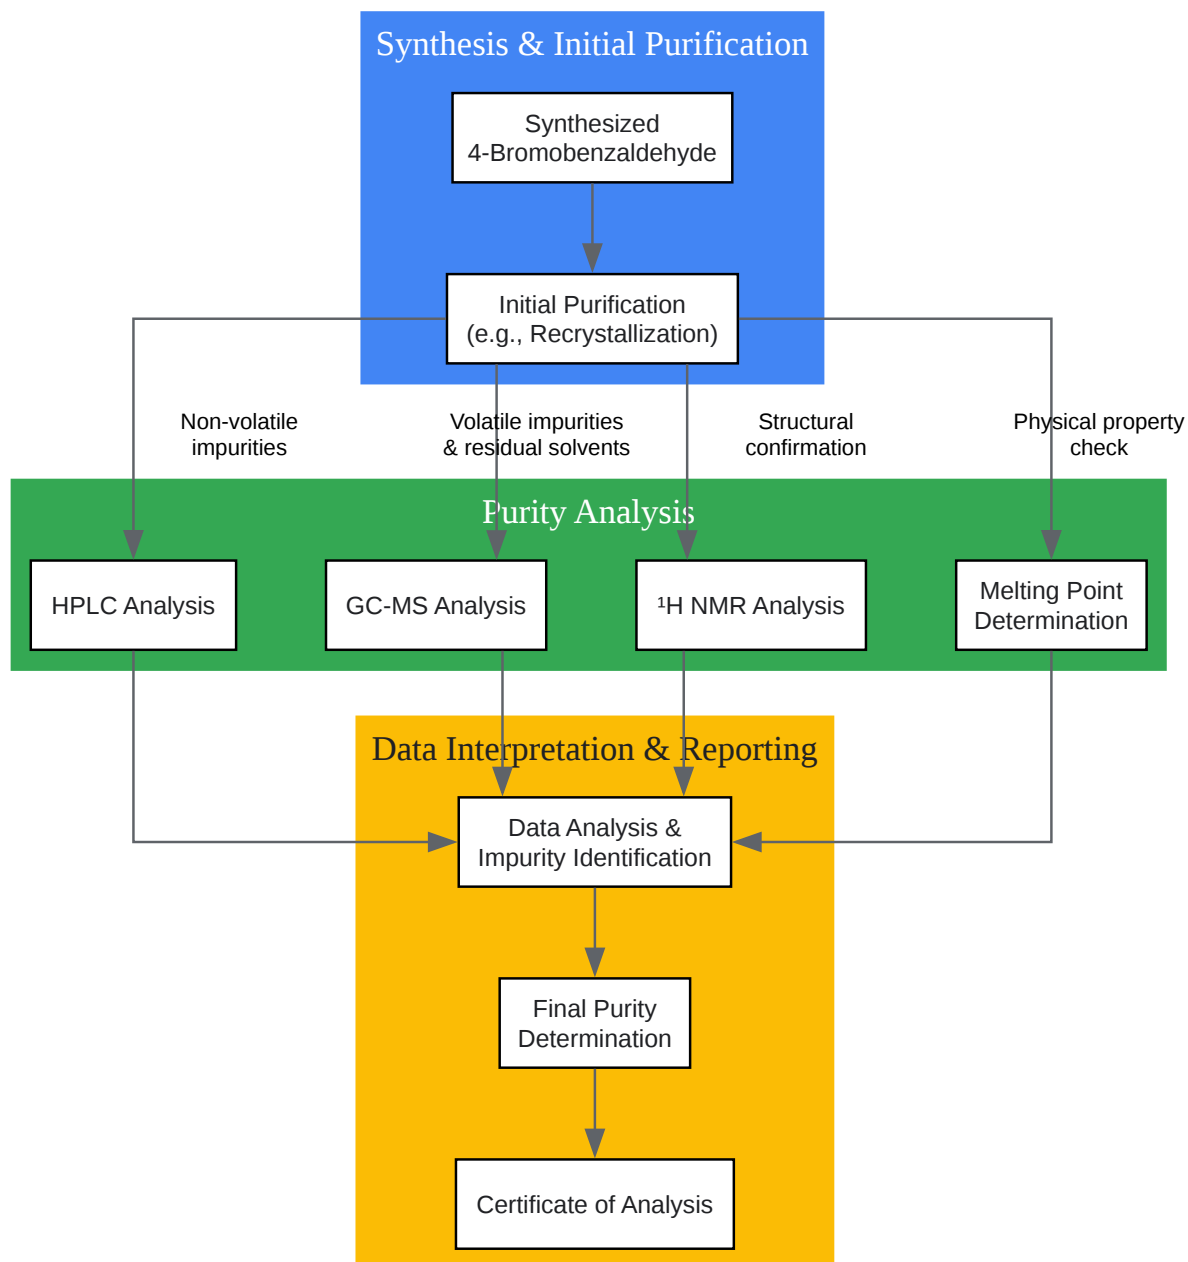 Synthesis & Initial Purification
Synthesized
4-Bromobenzaldehyde
Initial Purification
(e.g., Recrystallization)
Non-volatile
impurities
Volatile impurities
& residual solvents
Structural
confirmation
Physical property
check
Purity Analysis
HPLC Analysis
GC-MS Analysis
¹H NMR Analysis
Melting Point
Determination
Data Interpretation & Reporting
Data Analysis &
Impurity Identification
Final Purity
Determination
Certificate of Analysis